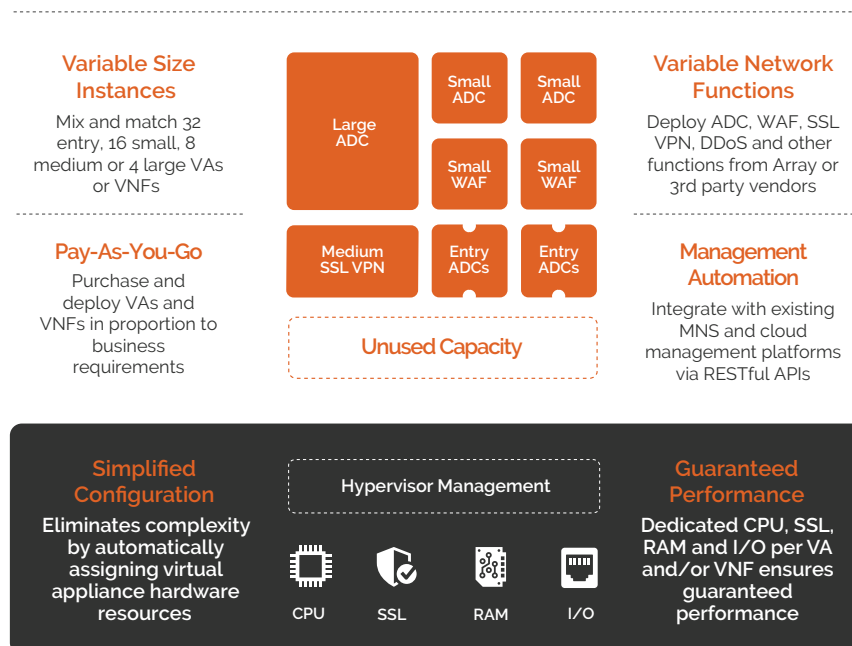 Variable Size
Instances
Mix and match 32
entry, 16 small, 8
medium or 4 large VAs
or VNFs
Pay-As-You-Go
Purchase and
deploy VAs and
VNFs in proportion to
business
requirements
Large
ADC
Small
ADC
Small
ADC
Small
WAF
Small
WAF
Medium
SSL VPN
Entry
ADCs
Entry
ADCs
Unused Capacity
Variable Network
Functions
Deploy ADC, WAF, SSL
VPN, DDoS and other
functions from Array or
3rd party vendors
Management
Automation
Integrate with existing
MNS and cloud
management platforms
via RESTful APIs
Simplified
Configuration
Eliminates complexity
by automatically
assigning virtual
appliance hardware
resources
Hypervisor Management
CPU
SSL
RAM
I/O
Guaranteed
Performance
Dedicated CPU, SSL,
RAM and I/O per VA
and/or VNF ensures
guaranteed
performance